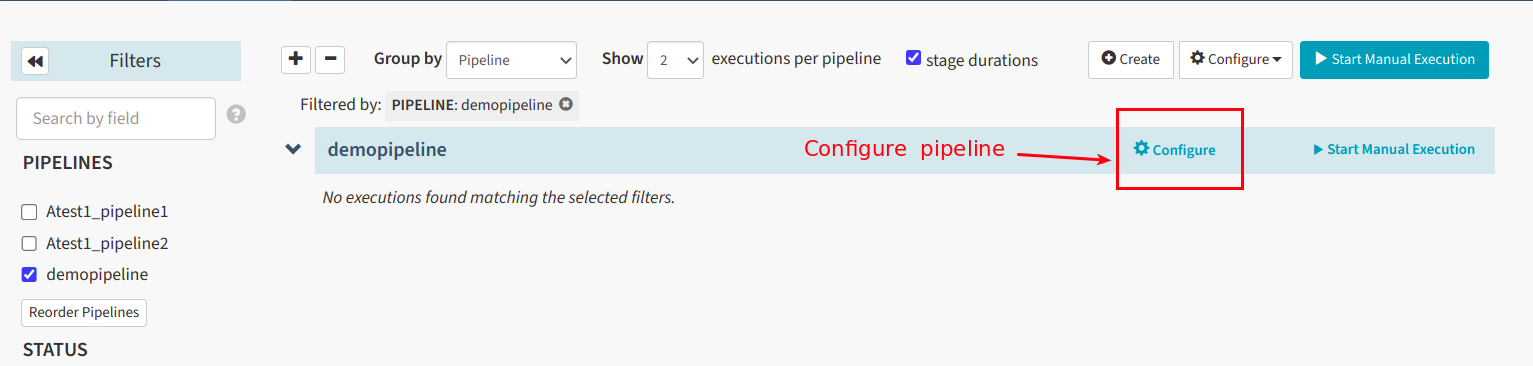 Filters
Group by Pipeline Show 2 executions per pipeline stage durations Create Configure Start Manual Execution
Search by field ?
Filtered by: PIPELINE: demopipeline
demopipeline Configure pipeline Configure Start Manual Execution
PIPELINES
No executions found matching the selected filters.
Atest1_pipeline1
Atest1_pipeline2
demopipeline
Reorder Pipelines
STATUS